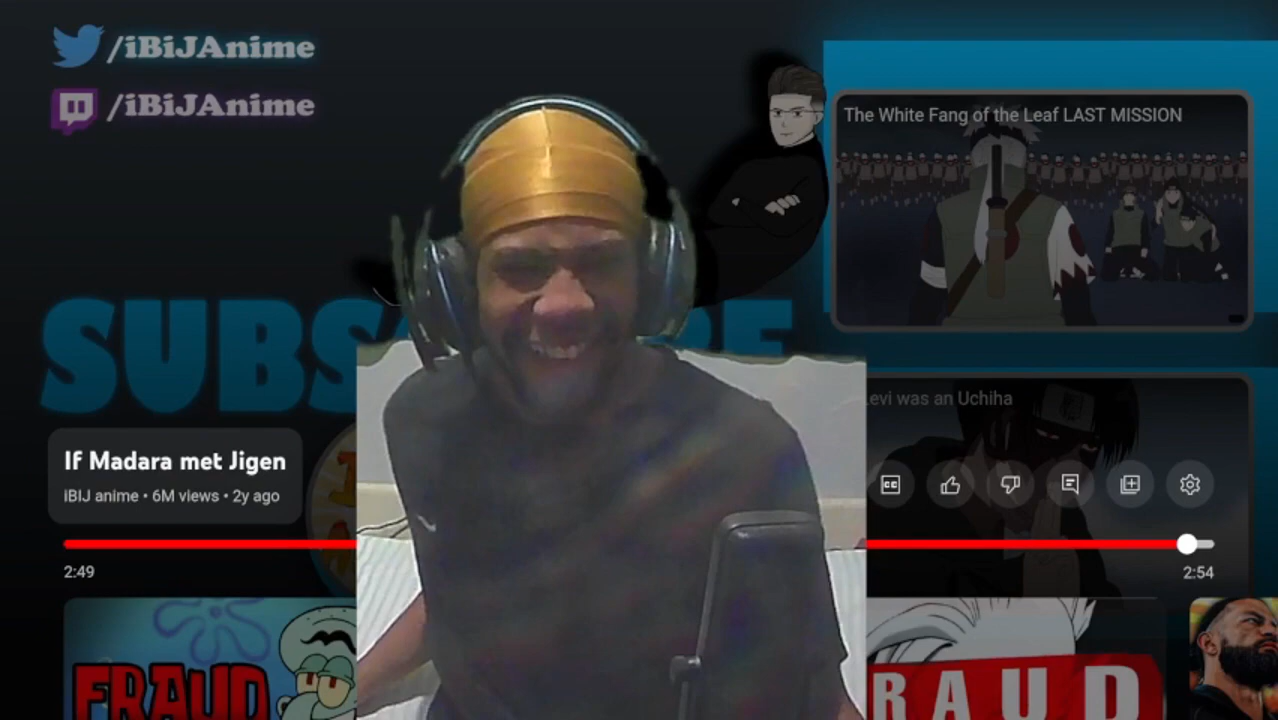 /iBiJAnime
/iBiJAnime
The White Fang of the Leaf LAST MISSION
evi was an Uchiha
If Madara met Jigen
iBIJ anime • 6M views • 2y ago
CC
2:49
2:54
FRAUD
RAUD